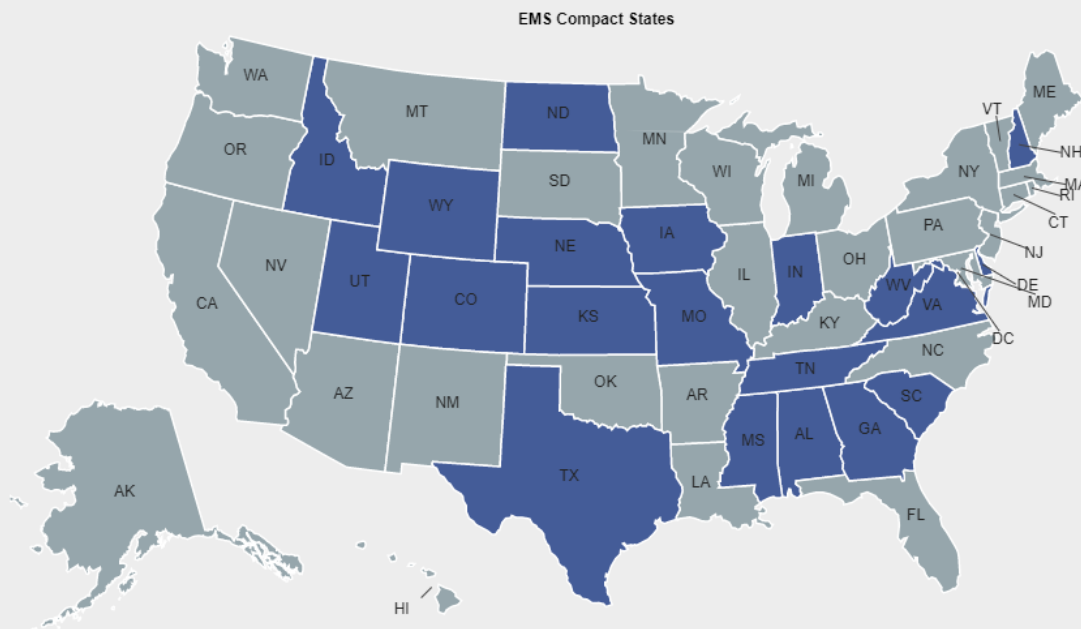 EMS Compact States
WA
MT
ND
MN
ME
VT
OR
ID
SD
WI
MI
NY
NH
MA
RI
CT
WY
NE
IA
PA
NJ
NV
UT
CO
KS
MO
IL
IN
OH
WV
VA
DE
MD
DC
CA
KY
AZ
NM
OK
AR
TN
NC
SC
MS
AL
GA
TX
LA
FL
AK
HI